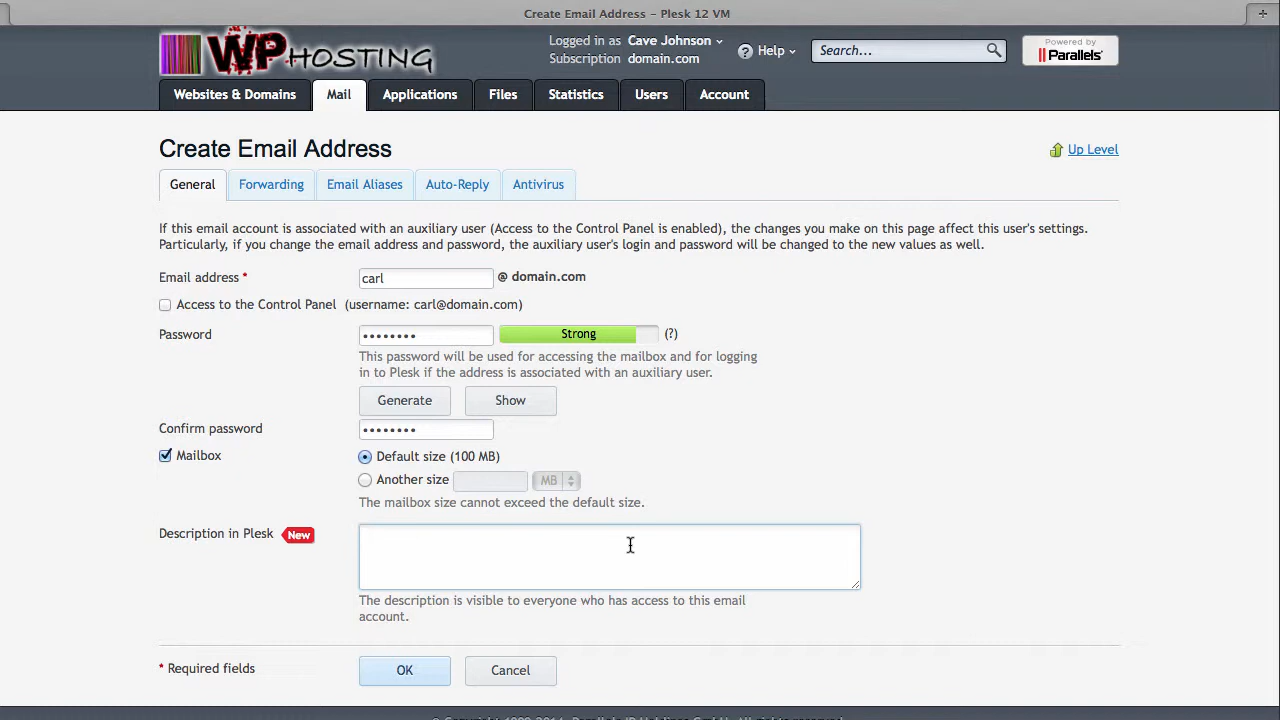 Create Email Address – Plesk 12 VM
WP HOSTING
Logged in as Cave Johnson
Subscription domain.com
Help
Search...
Powered by
Parallels
Websites & Domains
Mail
Applications
Files
Statistics
Users
Account
Create Email Address
Up Level
General
Forwarding
Email Aliases
Auto-Reply
Antivirus
If this email account is associated with an auxiliary user (Access to the Control Panel is enabled), the changes you make on this page affect this user's settings.
Particularly, if you change the email address and password, the auxiliary user's login and password will be changed to the new values as well.
Email address * carl @ domain.com
Access to the Control Panel (username: carl@domain.com)
Password •••••••• Strong (?)
This password will be used for accessing the mailbox and for logging
in to Plesk if the address is associated with an auxiliary user.
Generate
Show
Confirm password ••••••••
Mailbox
Default size (100 MB)
Another size MB
The mailbox size cannot exceed the default size.
Description in Plesk New
The description is visible to everyone who has access to this email
account.
* Required fields
OK
Cancel